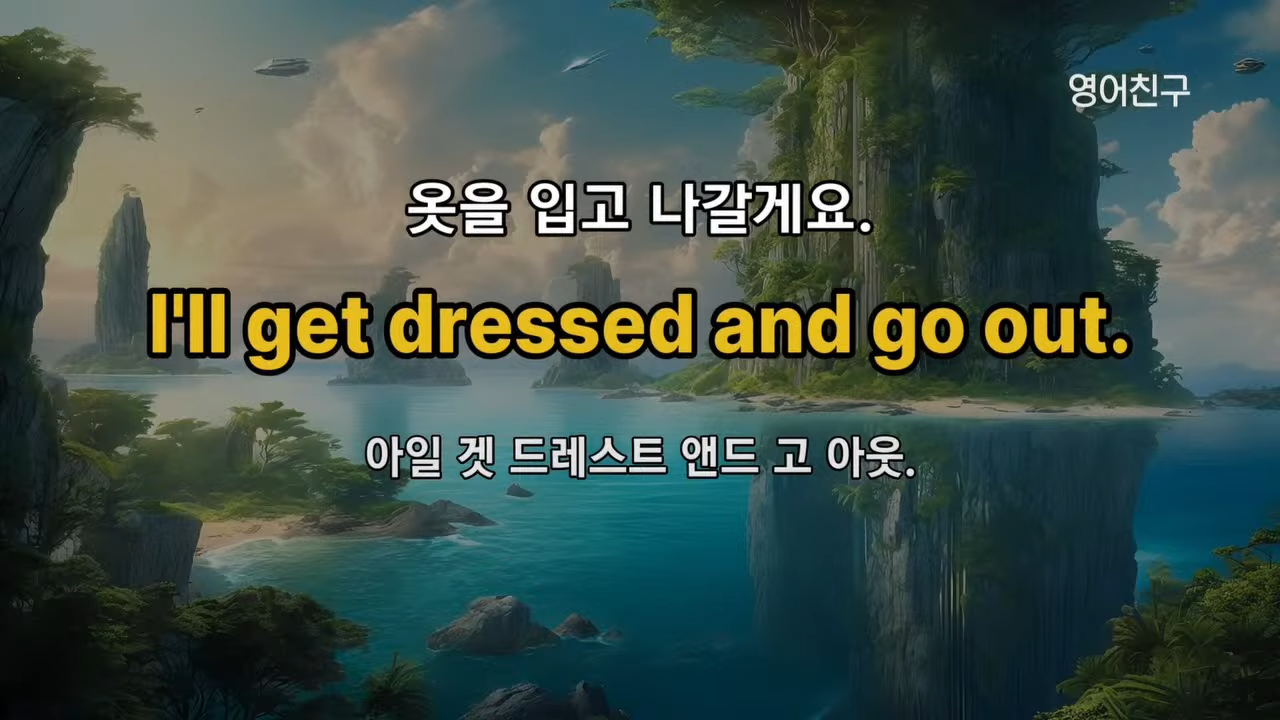 영어친구
옷을 입고 나갈게요.
I'll get dressed and go out.
아일 겟 드레스트 앤드 고 아웃.